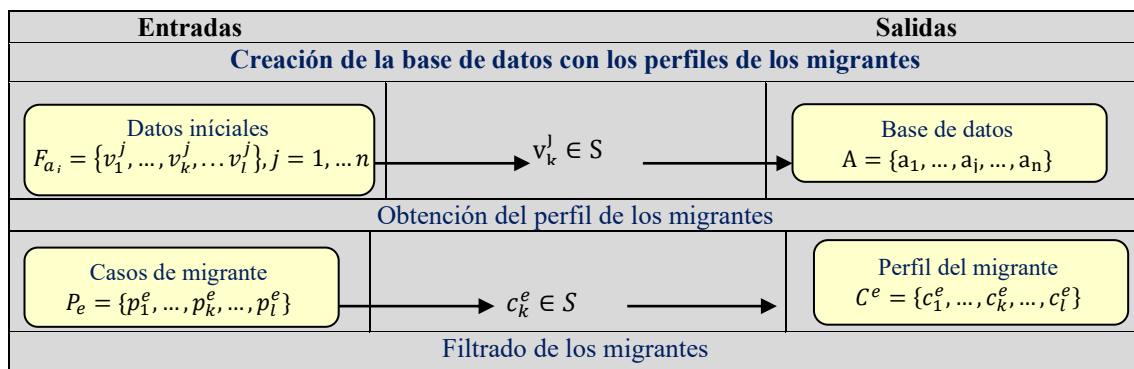 Entradas Salidas
Creación de la base de datos con los perfiles de los migrantes
Datos iníciales
F_{a_j} = {v_1^j, ..., v_k^j, ... v_l^j}, j = 1, ... n
v_k^j ∈ S
Base de datos
A = {a_1, ..., a_j, ..., a_n}
Obtención del perfil de los migrantes
Casos de migrante
P_e = {p_1^e, ..., p_k^e, ..., p_l^e}
c_k^e ∈ S
Perfil del migrante
C^e = {c_1^e, ..., c_k^e, ..., c_l^e}
Filtrado de los migrantes